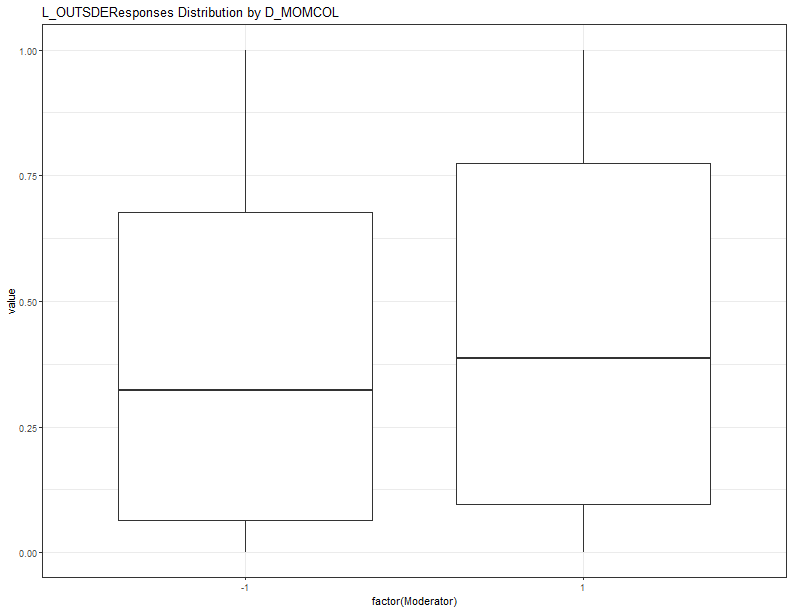 L_OUTSDEResponses Distribution by D_MOMCOL
1.00
0.75
0.50
0.25
0.00
value
-1
1
factor(Moderator)